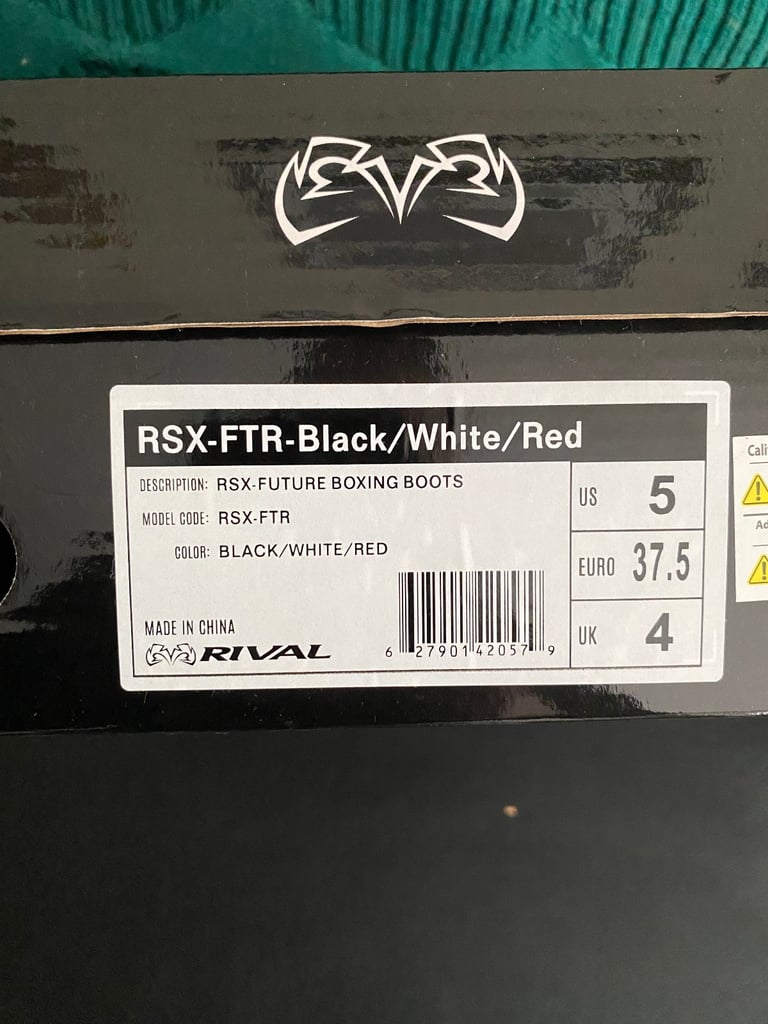 RSX-FTR-Black/White/Red
DESCRIPTION: RSX-FUTURE BOXING BOOTS
MODEL CODE: RSX-FTR
COLOR: BLACK/WHITE/RED
MADE IN CHINA
RIVAL
6 27901 42057 9
US 5
EURO 37.5
UK 4